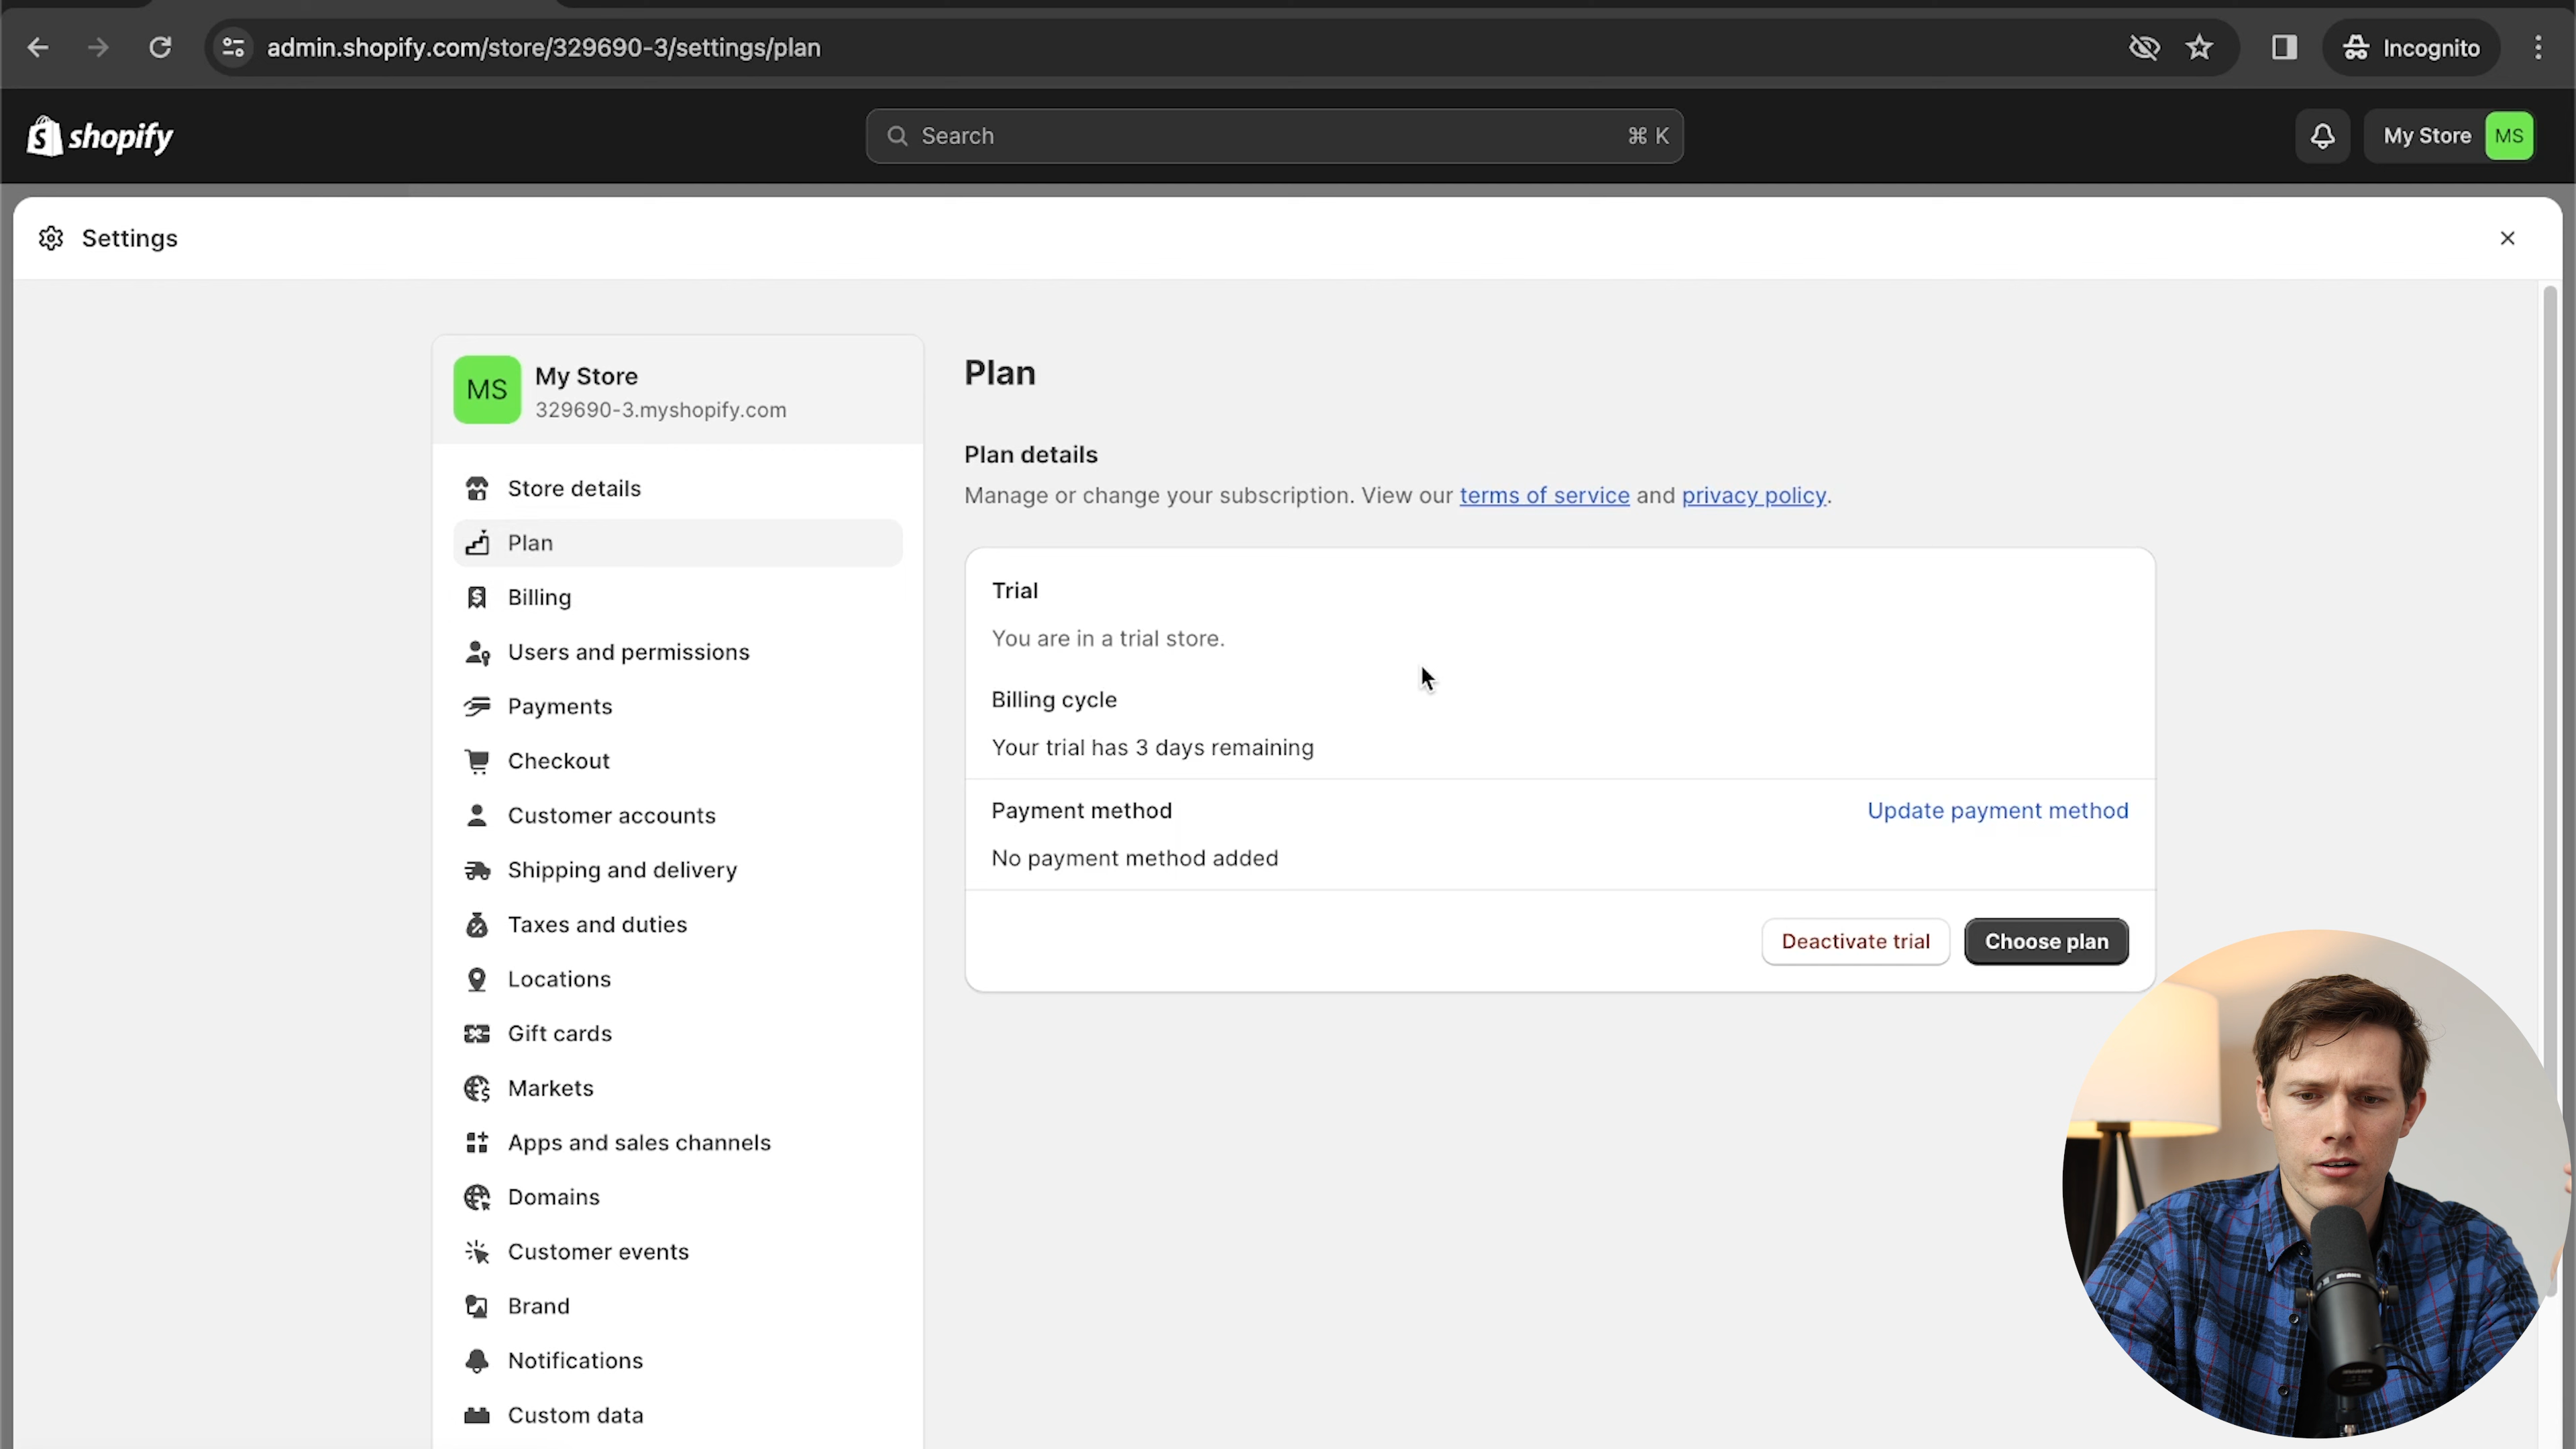 admin.shopify.com/store/329690-3/settings/plan
Incognito
shopify
Search
⌘ K
My Store
MS
Settings
MS
My Store
329690-3.myshopify.com
Store details
Plan
Billing
Users and permissions
Payments
Checkout
Customer accounts
Shipping and delivery
Taxes and duties
Locations
Gift cards
Markets
Apps and sales channels
Domains
Customer events
Brand
Notifications
Custom data
Plan
Plan details
Manage or change your subscription. View our terms of service and privacy policy.
Trial
You are in a trial store.
Billing cycle
Your trial has 3 days remaining
Payment method
Update payment method
No payment method added
Deactivate trial
Choose plan